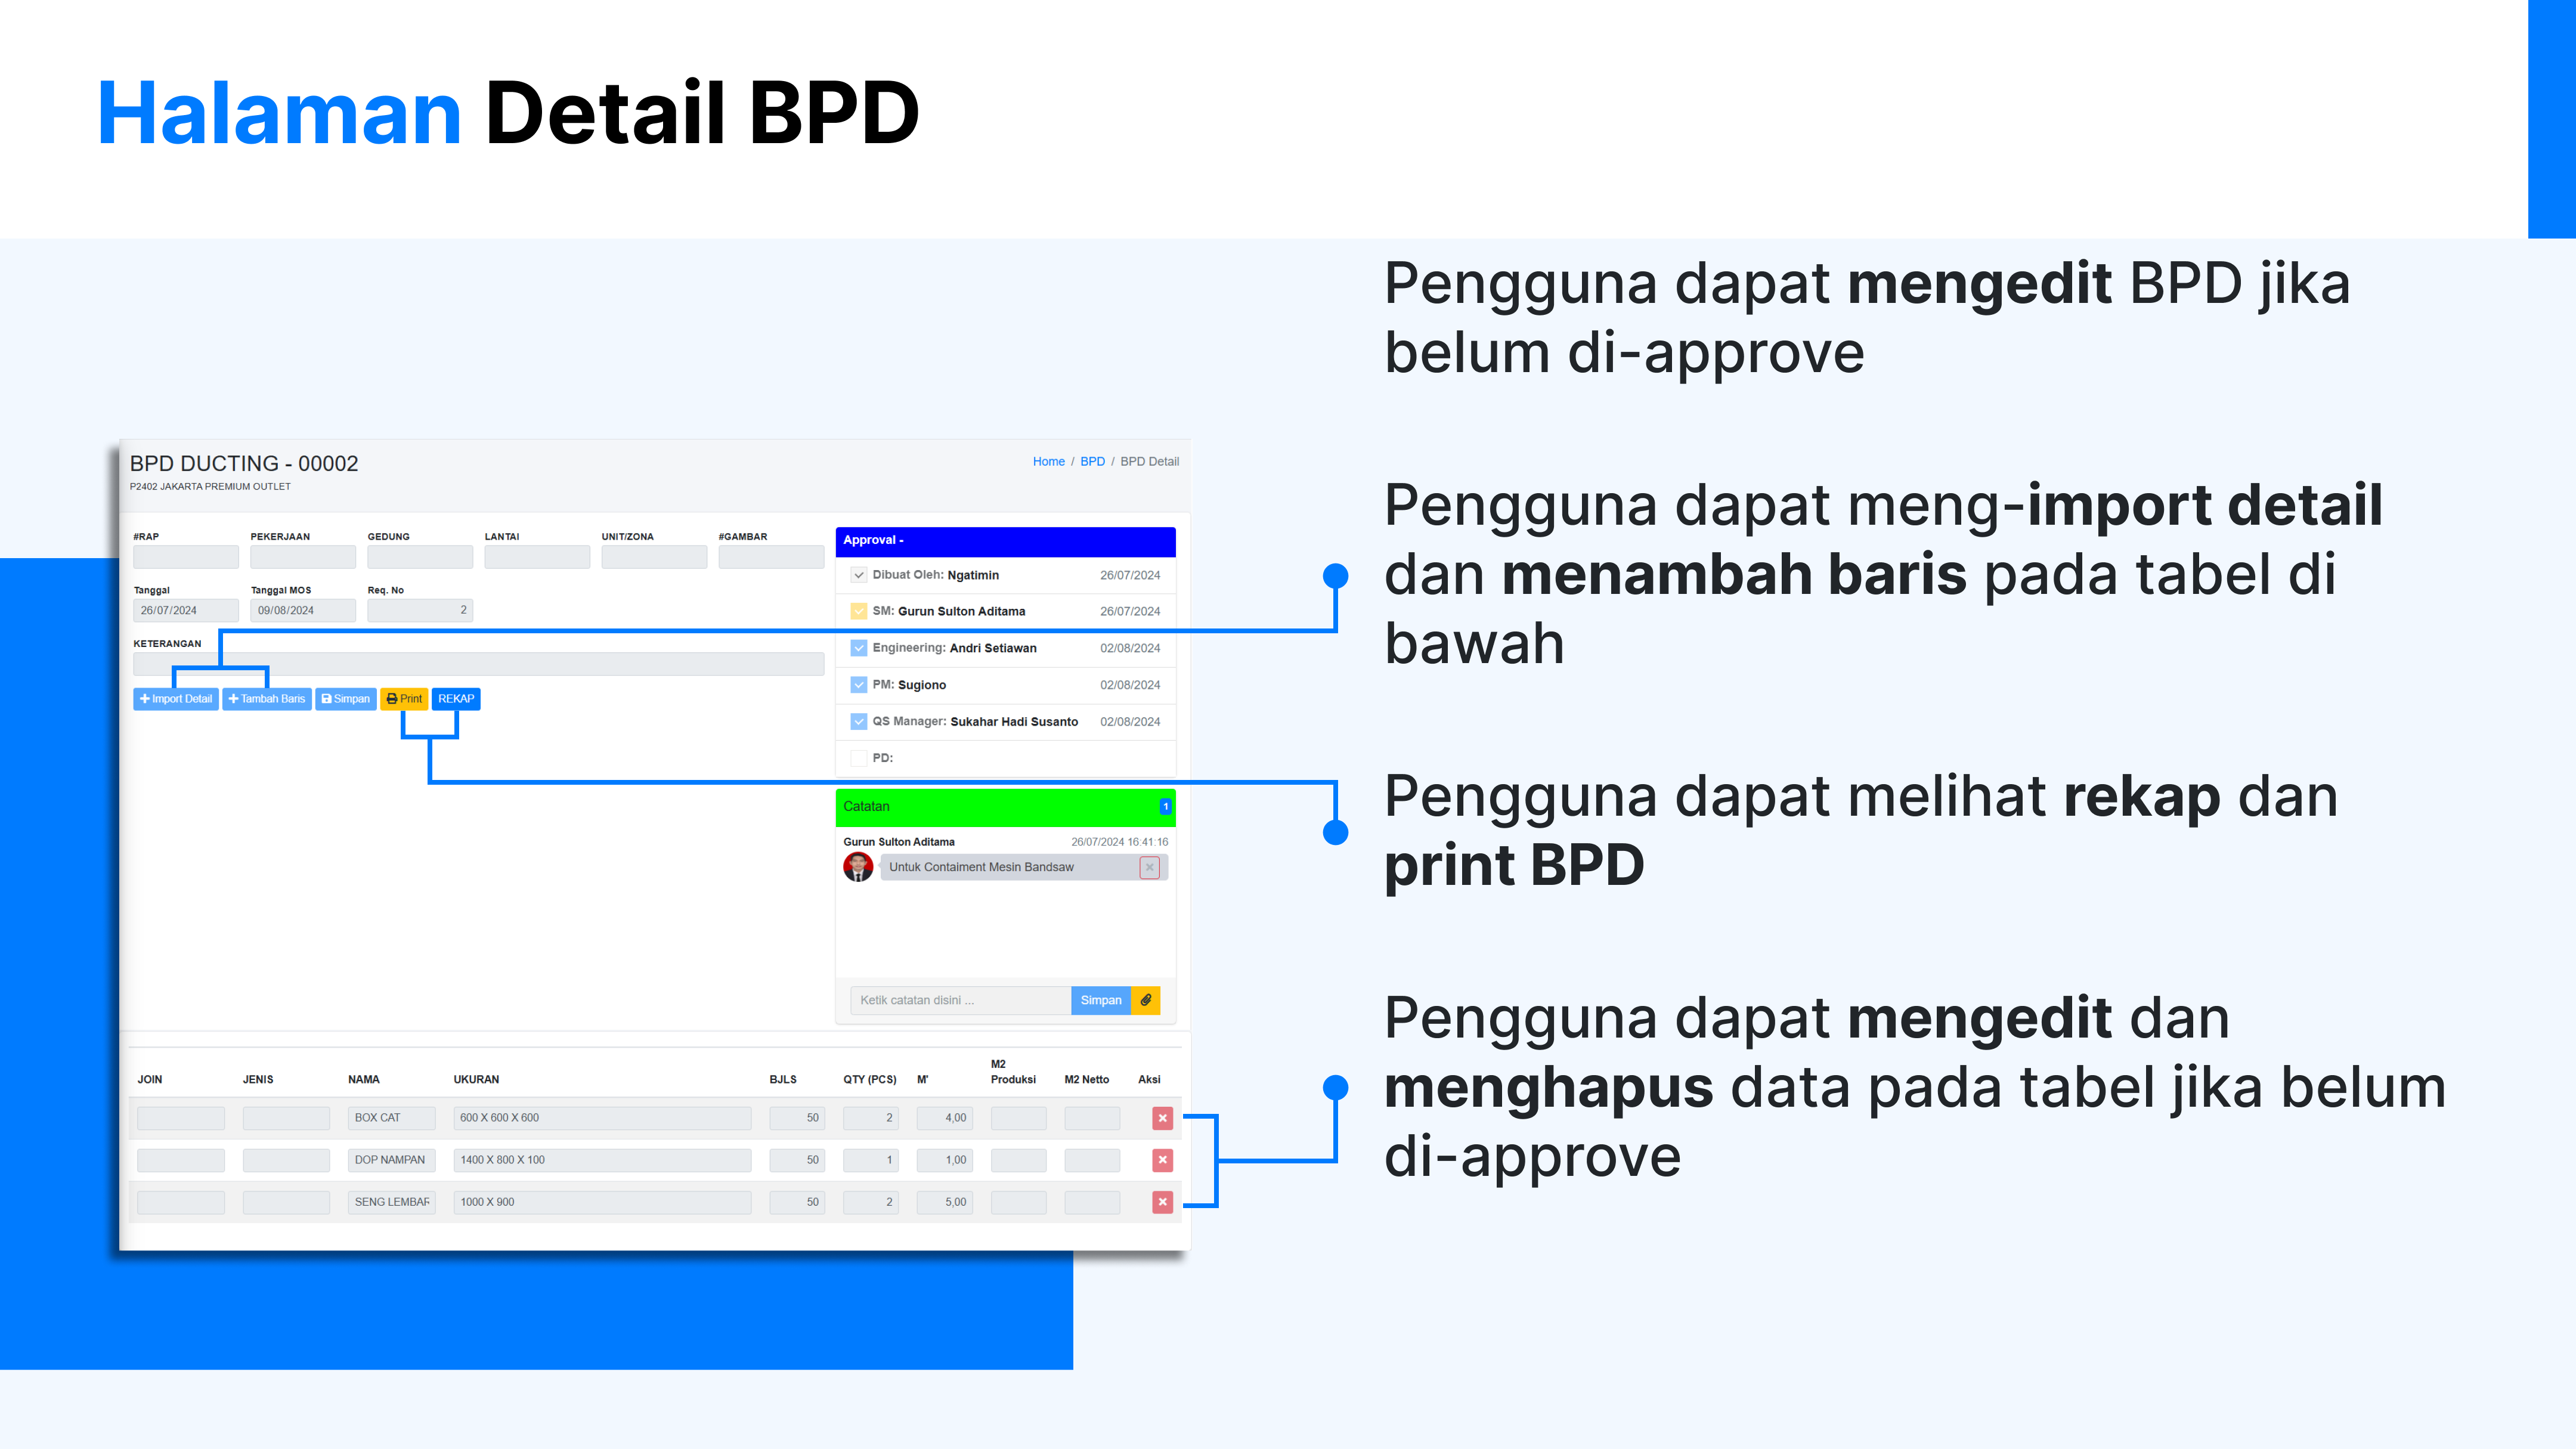 Halaman Detail BPD
BPD DUCTING - 00002
P2402 JAKARTA PREMIUM OUTLET
Home / BPD / BPD Detail
#RAP PEKERJAAN GEDUNG LANTAI UNIT/ZONA #GAMBAR
Tanggal Tanggal MOS Req. No
26/07/2024 09/08/2024 2
KETERANGAN
Import Detail Tambah Baris Simpan Print REKAP
Approval -
Dibuat Oleh: Ngatimin 26/07/2024
SM: Gurun Sulton Aditama 26/07/2024
Engineering: Andri Setiawan 02/08/2024
PM: Sugiono 02/08/2024
QS Manager: Sukahar Hadi Susanto 02/08/2024
PD:
Catatan 1
Gurun Sulton Aditama 26/07/2024 16:41:16
Untuk Contaiment Mesin Bandsaw
Ketik catatan disini ... Simpan
JOIN JENIS NAMA UKURAN BJLS QTY (PCS) M' M2 Produksi M2 Netto Aksi
BOX CAT 600 X 600 X 600 50 2 4,00
DOP NAMPAN 1400 X 800 X 100 50 1 1,00
SENG LEMBAR 1000 X 900 50 2 5,00
Pengguna dapat mengedit BPD jika
belum di-approve
Pengguna dapat meng-import detail
dan menambah baris pada tabel di
bawah
Pengguna dapat melihat rekap dan
print BPD
Pengguna dapat mengedit dan
menghapus data pada tabel jika belum
di-approve